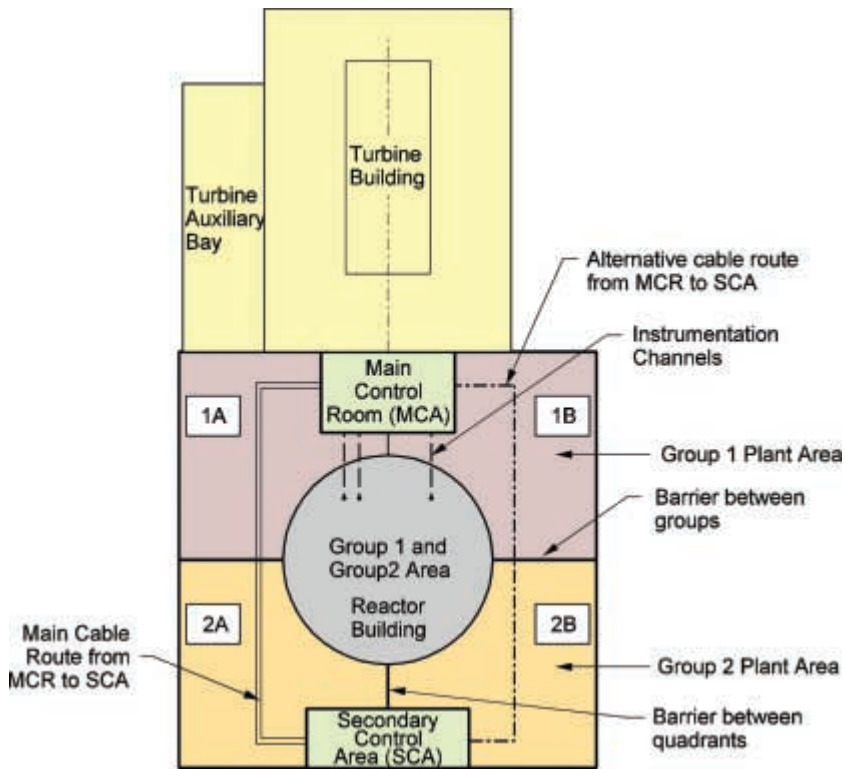 Turbine
Building
Turbine
Auxiliary
Bay
Alternative cable route
from MCR to SCA
Instrumentation
Channels
Main
Control
Room (MCA)
1A
1B
Group 1 Plant Area
Barrier between
groups
Group 1 and
Group2 Area
Reactor
Building
2A
2B
Main Cable
Route from
MCR to SCA
Group 2 Plant Area
Secondary
Control
Area (SCA)
Barrier between
quadrants